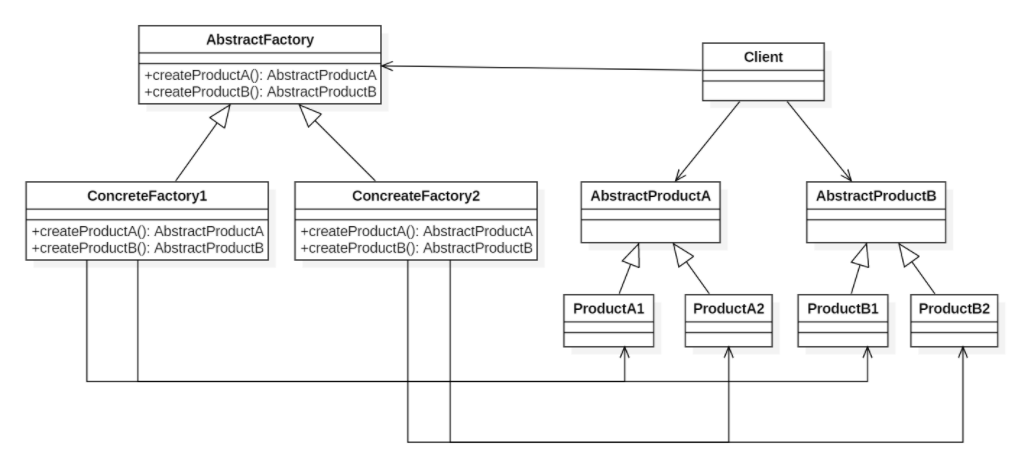 AbstractFactory
+createProductA(): AbstractProductA
+createProductB(): AbstractProductB
Client
ConcreteFactory1
+createProductA(): AbstractProductA
+createProductB(): AbstractProductB
ConcreateFactory2
+createProductA(): AbstractProductA
+createProductB(): AbstractProductB
AbstractProductA
AbstractProductB
ProductA1
ProductA2
ProductB1
ProductB2